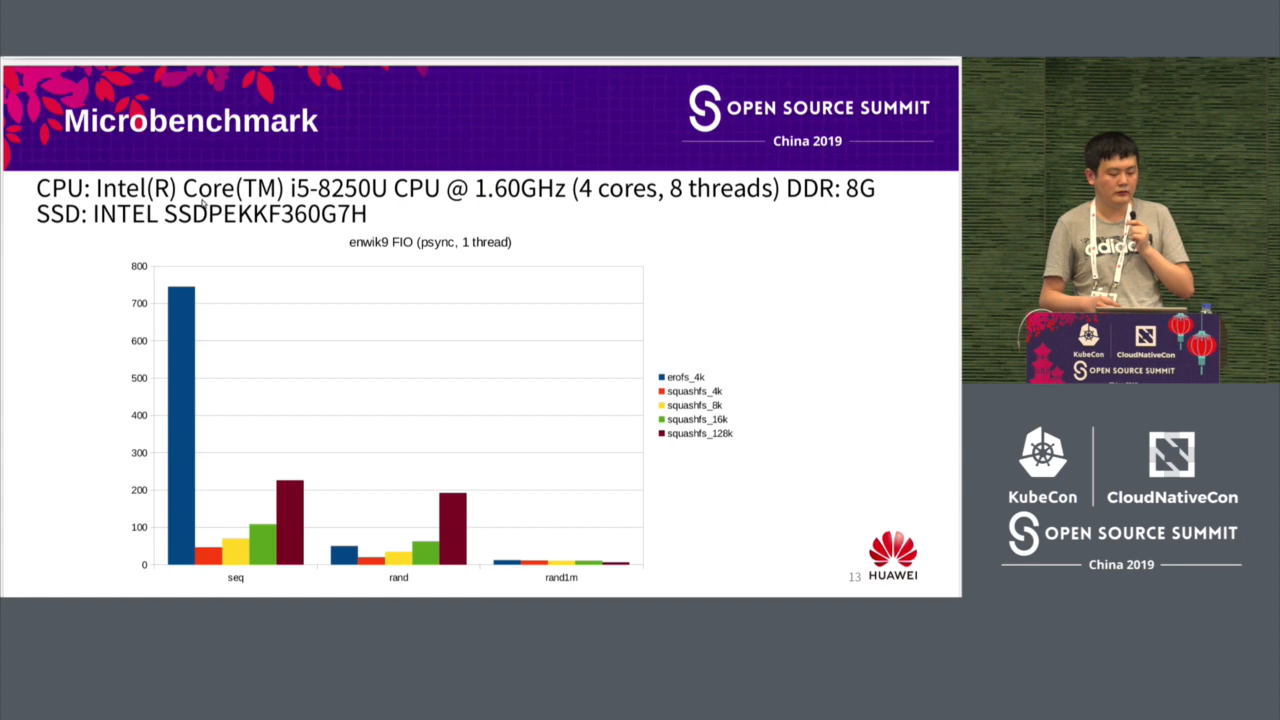 Microbenchmark
OPEN SOURCE SUMMIT
China 2019
CPU: Intel(R) Core(TM) i5-8250U CPU @ 1.60GHz (4 cores, 8 threads) DDR: 8G
SSD: INTEL SSDPEKKF360G7H
enwik9 FIO (psync, 1 thread)
800
700
600
500
400
300
200
100
0
seq
rand
rand1m
erofs_4k
squashfs_4k
squashfs_8k
squashfs_16k
squashfs_128k
13
HUAWEI
adidas
KubeCon
CloudNativeCon
OPEN SOURCE SUMMIT
KubeCon
CloudNativeCon
OPEN SOURCE SUMMIT
China 2019